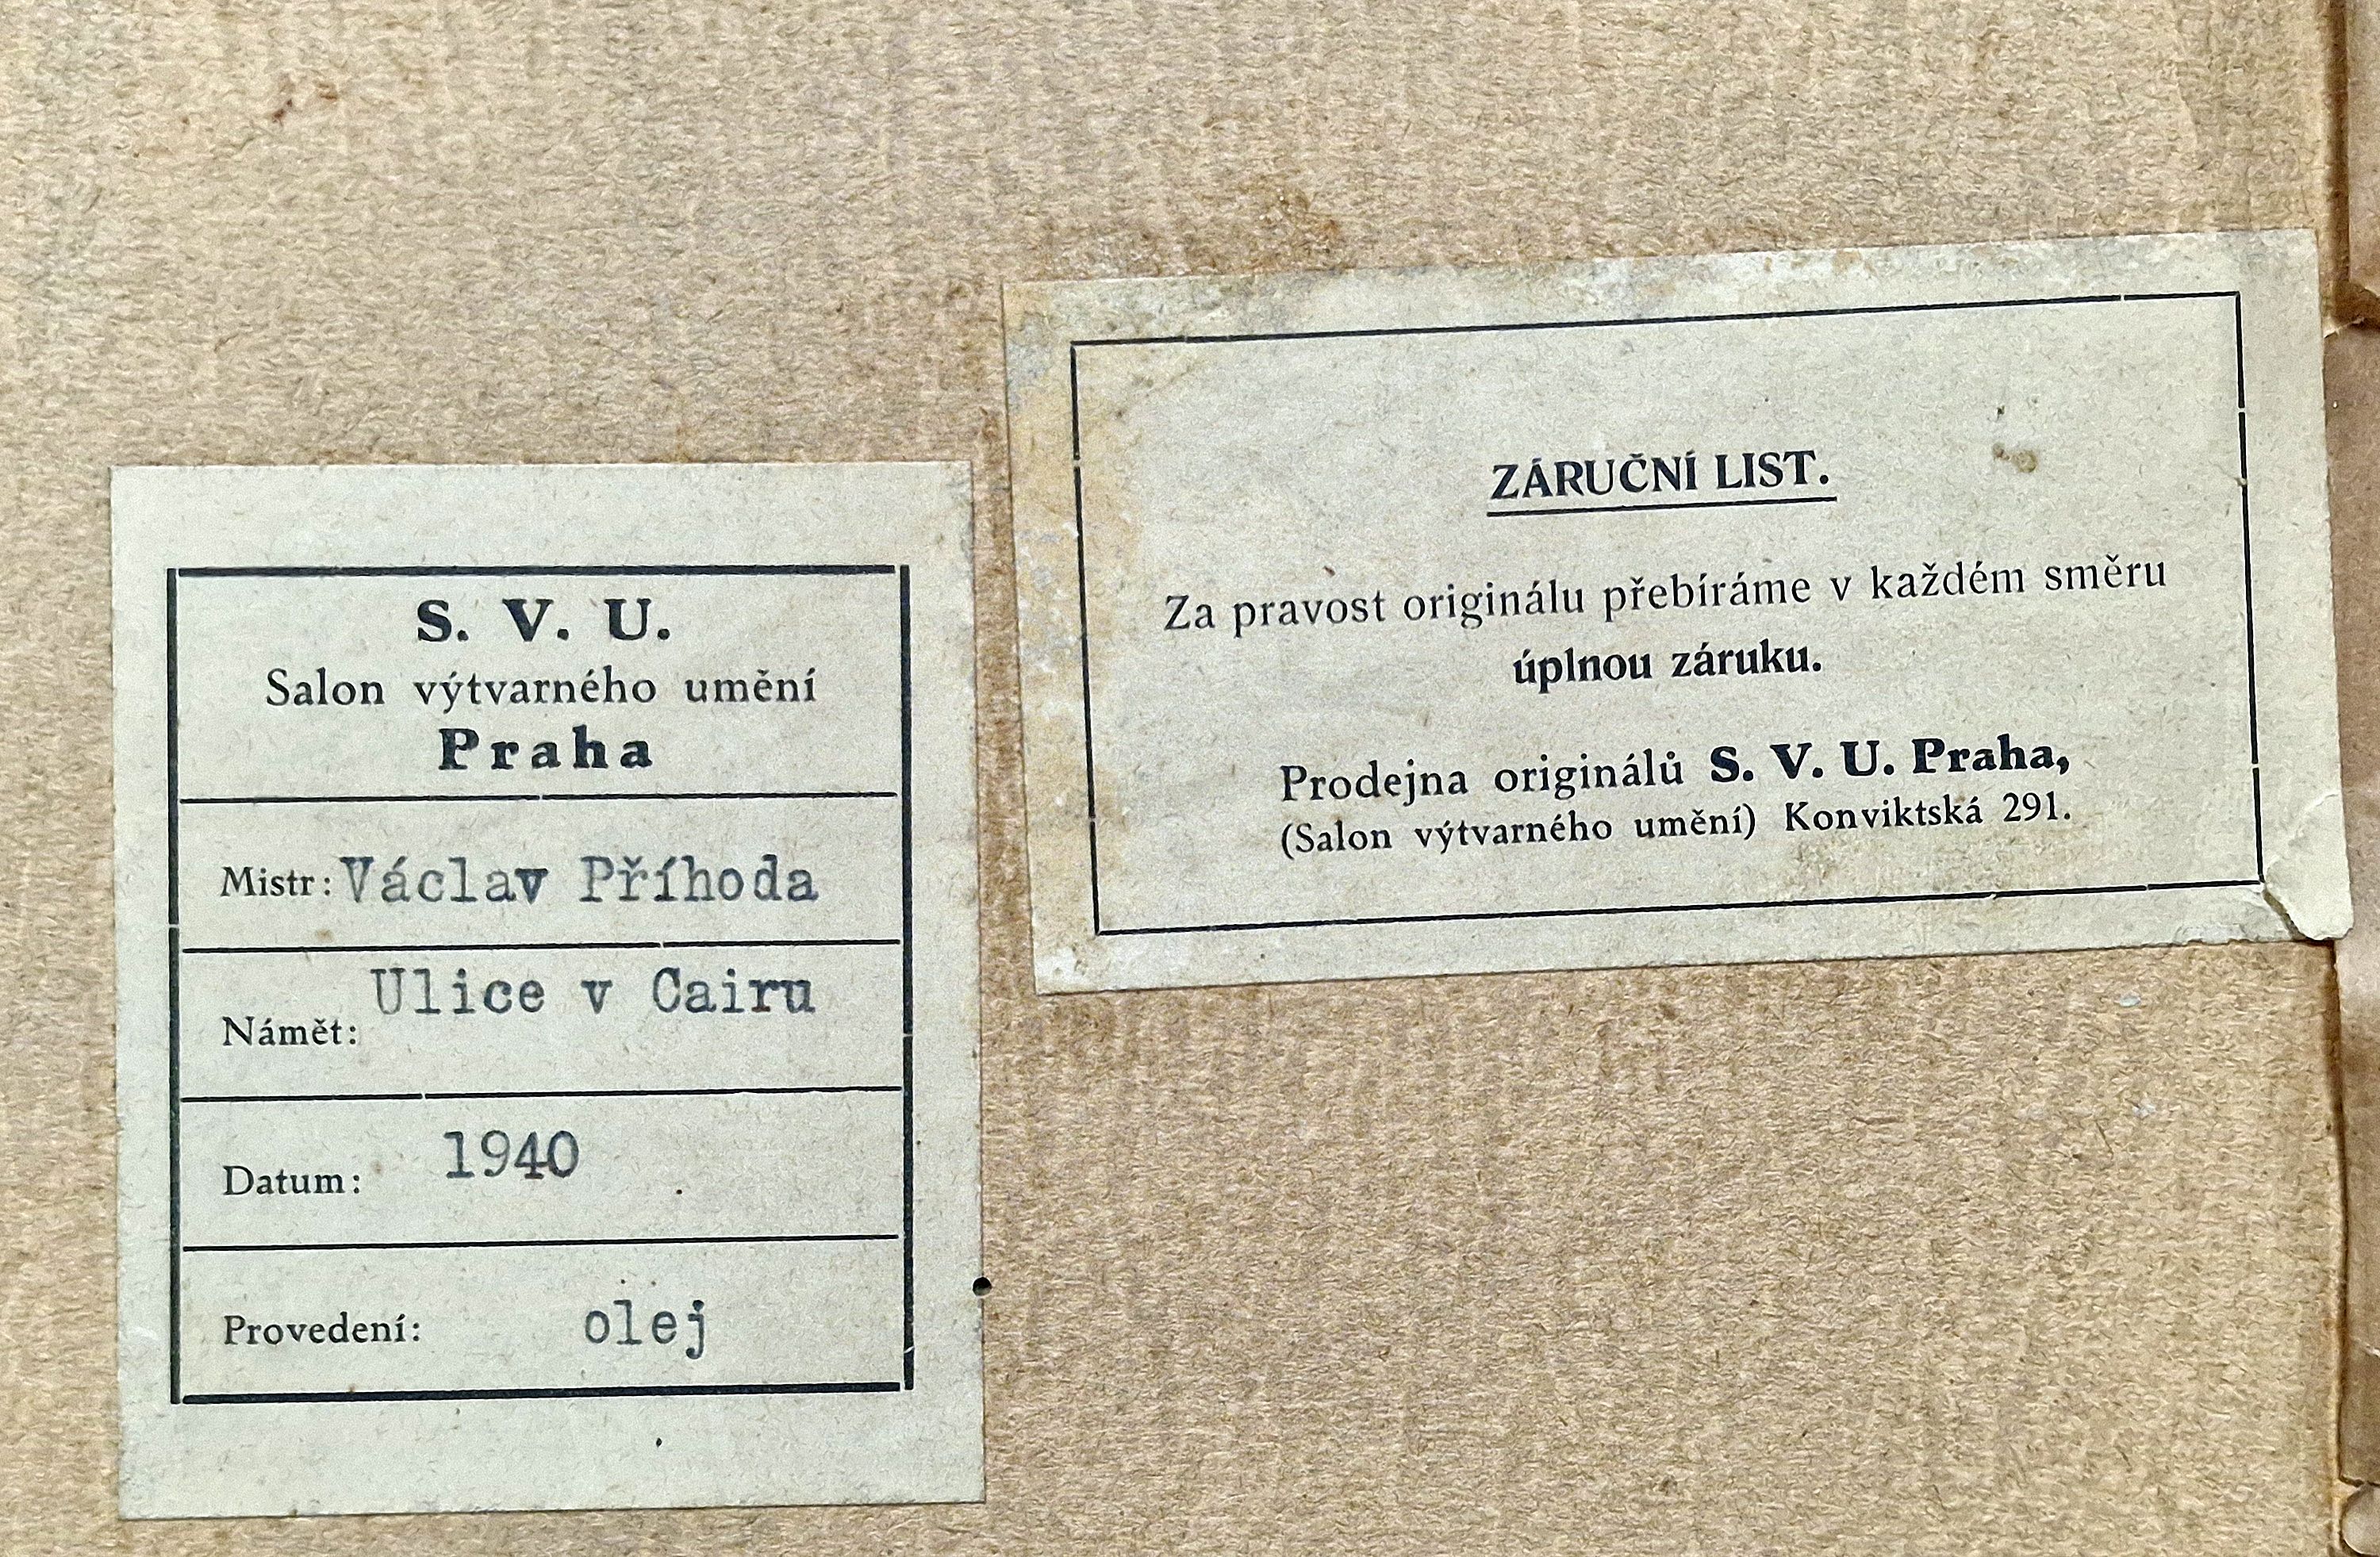 S. V. U.
Salon výtvarného umění
Praha
Mistr: Václav Příhoda
Námět: Ulice v Cairu
Datum: 1940
Provedení: olej
ZÁRUČNÍ LIST.
Za pravost originálu přebíráme v každém směru
úplnou záruku.
Prodejna originálů S. V. U. Praha,
(Salon výtvarného umění) Konviktská 291.